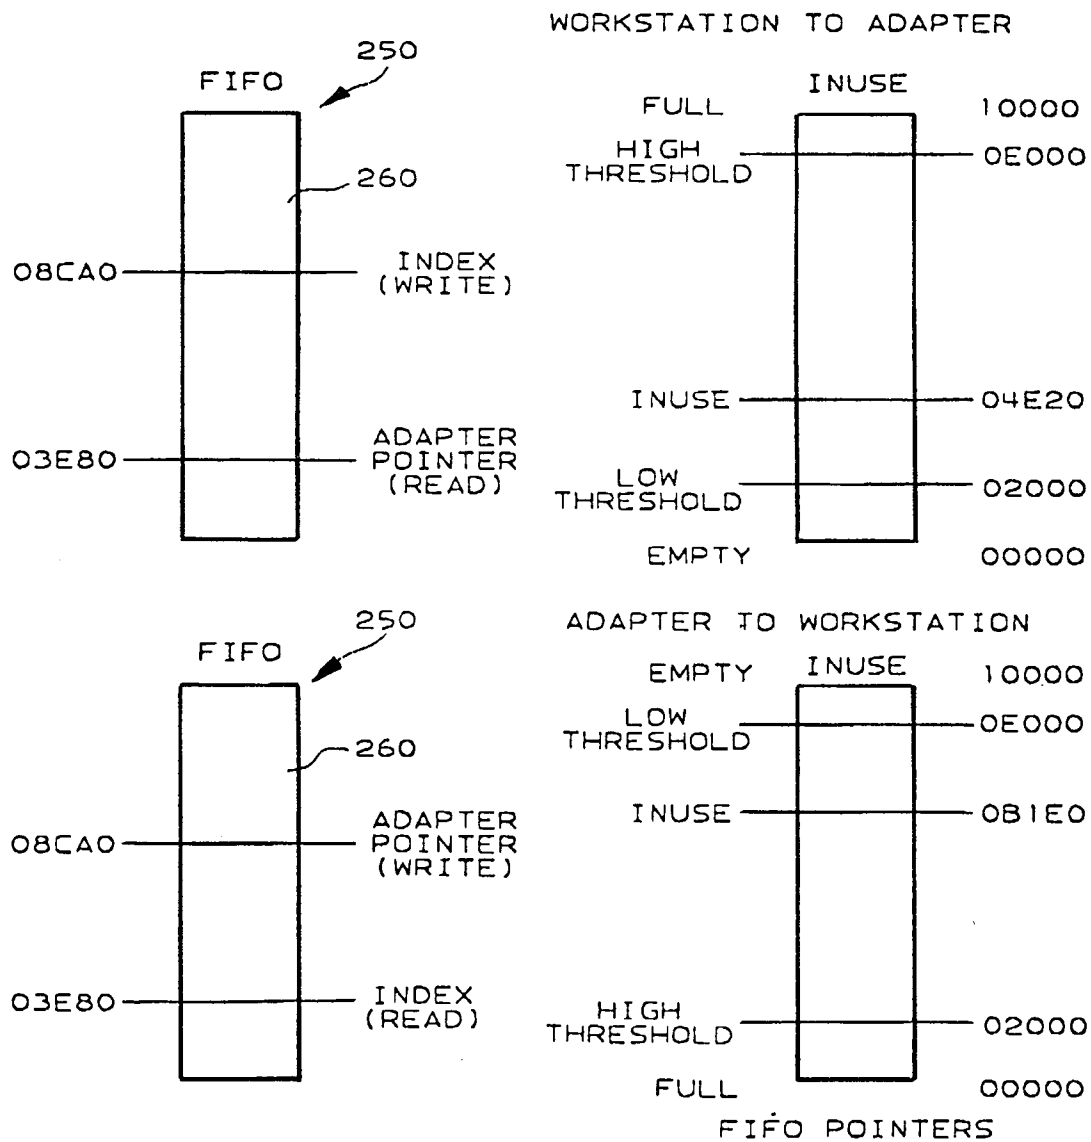 WORKSTATION TO ADAPTER
250
FIFO
INUSE
FULL
10000
HIGH
THRESHOLD
0E000
260
08CA0
INDEX
(WRITE)
INUSE
04E20
03E80
ADAPTER
POINTER
(READ)
LOW
THRESHOLD
02000
EMPTY
00000
ADAPTER TO WORKSTATION
250
FIFO
EMPTY
INUSE
10000
LOW
THRESHOLD
0E000
260
INUSE
0B1E0
08CA0
ADAPTER
POINTER
(WRITE)
03E80
INDEX
(READ)
HIGH
THRESHOLD
02000
FULL
00000
FIFO POINTERS